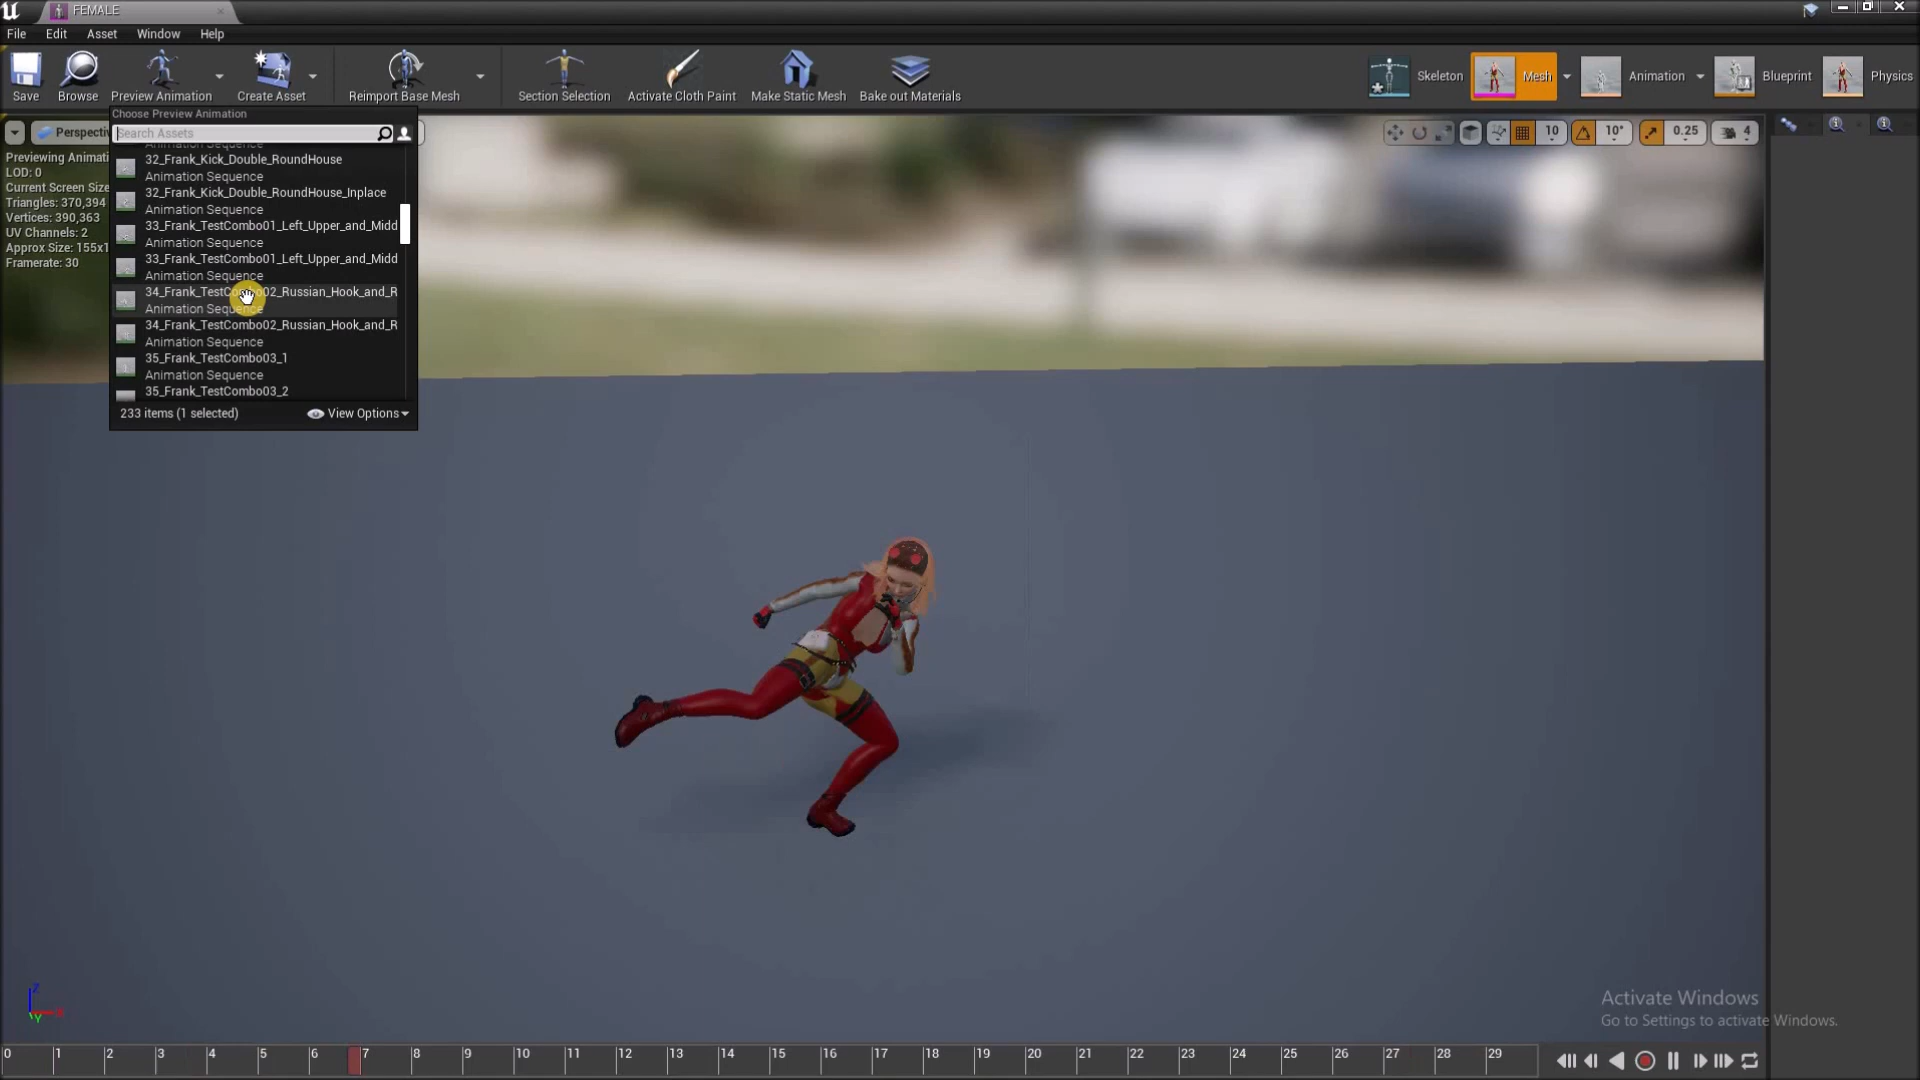 FEMALE
File Edit Asset Window Help
Save Browse Preview Animation Create Asset Reimport Base Mesh Section Selection Activate Cloth Paint Make Static Mesh Bake out Materials Skeleton Mesh Animation Blueprint Physics
Choose Preview Animation
Search Assets
Perspectiv
10 10° 0.25 4
Previewing Animati
LOD: 0
Current Screen Size
Triangles: 370,394
Vertices: 390,363
UV Channels: 2
Approx Size: 155x1
Framerate: 30
Animation Sequence
32_Frank_Kick_Double_RoundHouse
Animation Sequence
32_Frank_Kick_Double_RoundHouse_Inplace
Animation Sequence
33_Frank_TestCombo01_Left_Upper_and_Midd
Animation Sequence
33_Frank_TestCombo01_Left_Upper_and_Midd
Animation Sequence
34_Frank_TestCombo02_Russian_Hook_and_R
Animation Sequence
34_Frank_TestCombo02_Russian_Hook_and_R
Animation Sequence
35_Frank_TestCombo03_1
Animation Sequence
35_Frank_TestCombo03_2
233 items (1 selected) View Options
Z
Y
Activate Windows
Go to Settings to activate Windows.
0 1 2 3 4 5 6 7 8 9 10 11 12 13 14 15 16 17 18 19 20 21 22 23 24 25 26 27 28 29